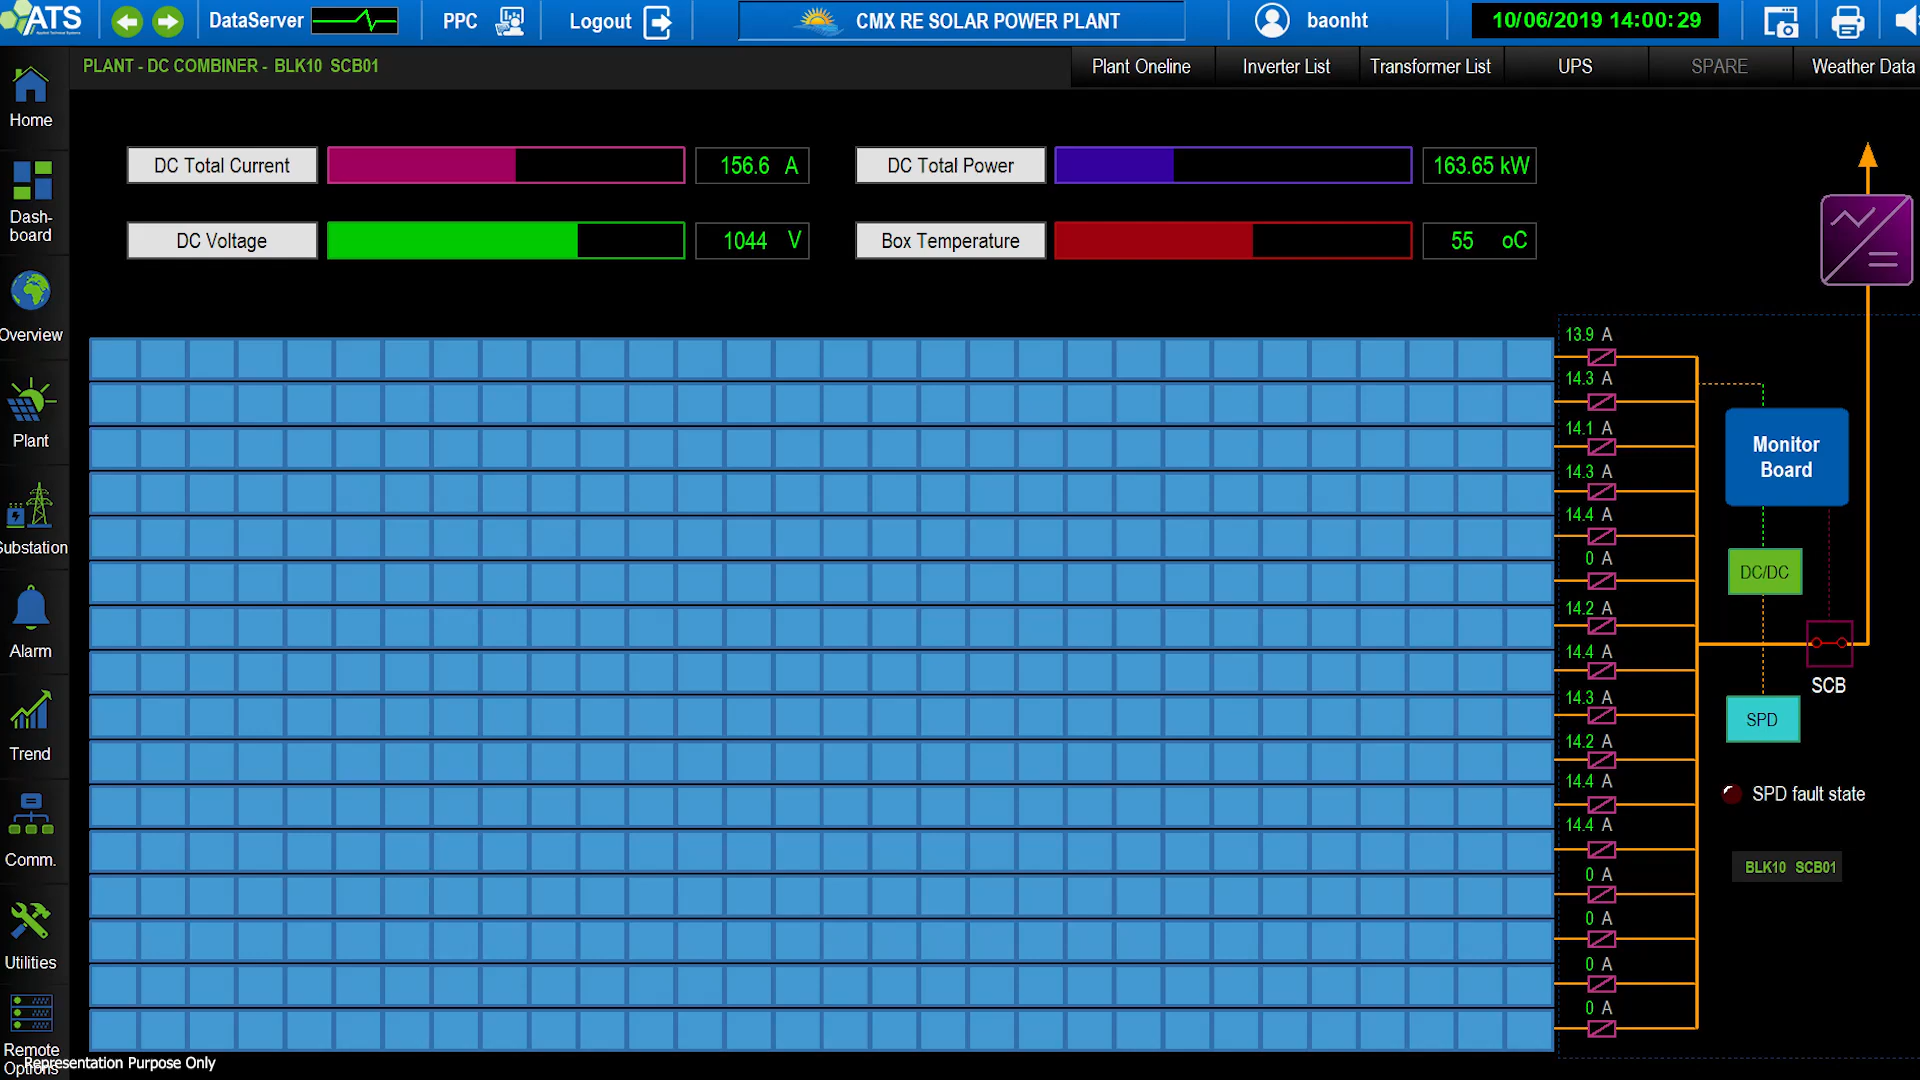 ATS
DataServer
PPC
Logout
CMX RE SOLAR POWER PLANT
baonht
10/06/2019 14:00:29
PLANT - DC COMBINER - BLK10 SCB01
Plant Oneline
Inverter List
Transformer List
UPS
SPARE
Weather Data
Home
Dash-
board
Overview
Plant
Substation
Alarm
Trend
Comm.
Utilities
Remote
Options
DC Total Current
156.6 A
DC Total Power
163.65 kW
DC Voltage
1044 V
Box Temperature
55 oC
13.9 A
14.3 A
14.1 A
14.3 A
14.4 A
0 A
14.2 A
14.4 A
14.3 A
14.2 A
14.4 A
14.4 A
0 A
0 A
0 A
0 A
Monitor
Board
DC/DC
SCB
SPD
SPD fault state
BLK10 SCB01
Representation Purpose Only